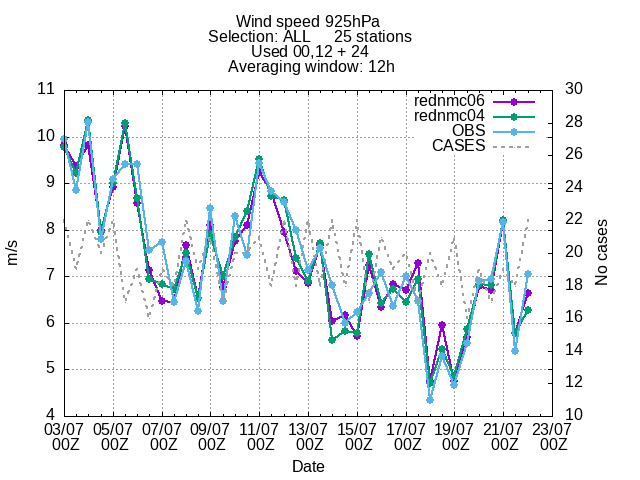 Wind speed 925hPa
Selection: ALL 25 stations
Used 00,12 + 24
Averaging window: 12h
11 30
rednmc06
rednmc04
OBS
CASES
10 28
26
9 24
8 22
20
7 18
6 16
14
5 12
4 10
m/s
No cases
03/07 05/07 07/07 09/07 11/07 13/07 15/07 17/07 19/07 21/07 23/07
00Z 00Z 00Z 00Z 00Z 00Z 00Z 00Z 00Z 00Z 00Z
Date